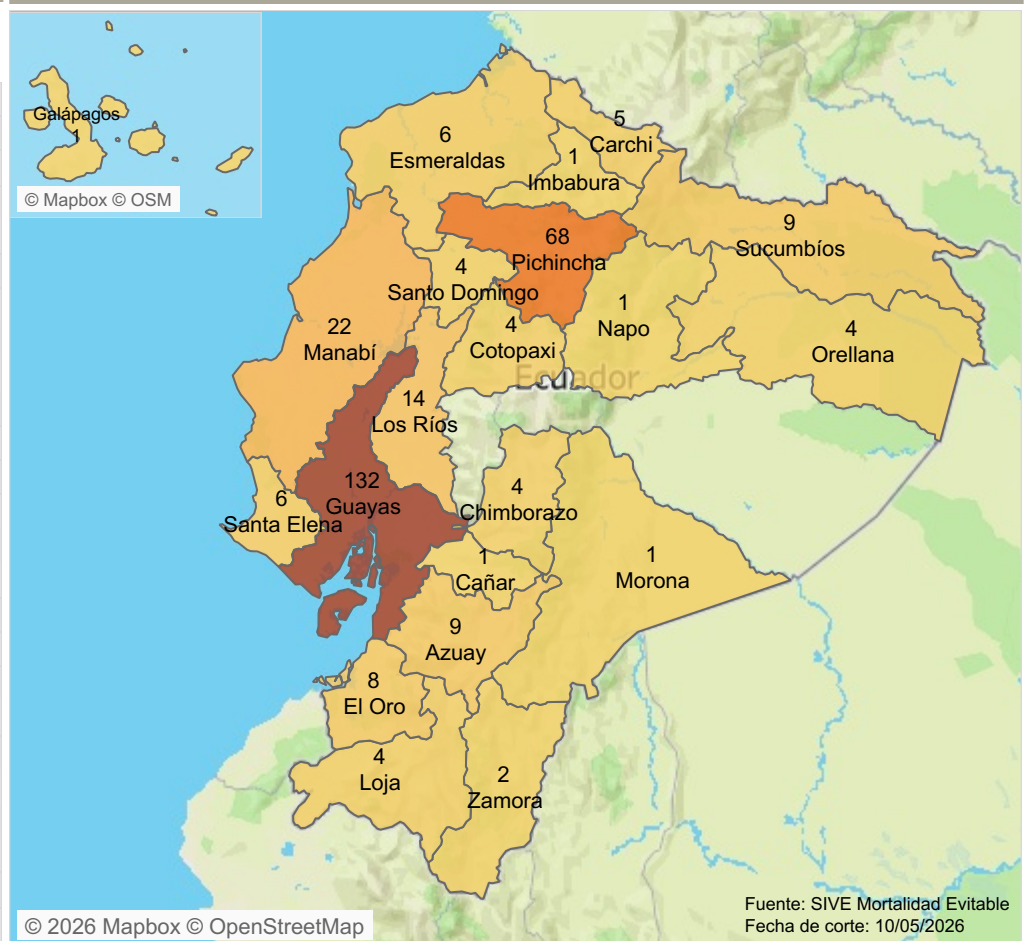 Galápagos
1
© Mapbox © OSM
6
Esmeraldas
5
Carchi
1
Imbabura
9
Sucumbíos
68
Pichincha
4
Santo Domingo
1
Napo
4
Cotopaxi
4
Orellana
22
Manabí
Ecuador
14
Los Ríos
132
Guayas
6
Santa Elena
4
Chimborazo
1
Cañar
1
Morona
9
Azuay
8
El Oro
4
Loja
2
Zamora
Fuente: SIVE Mortalidad Evitable
Fecha de corte: 10/05/2026
© 2026 Mapbox © OpenStreetMap